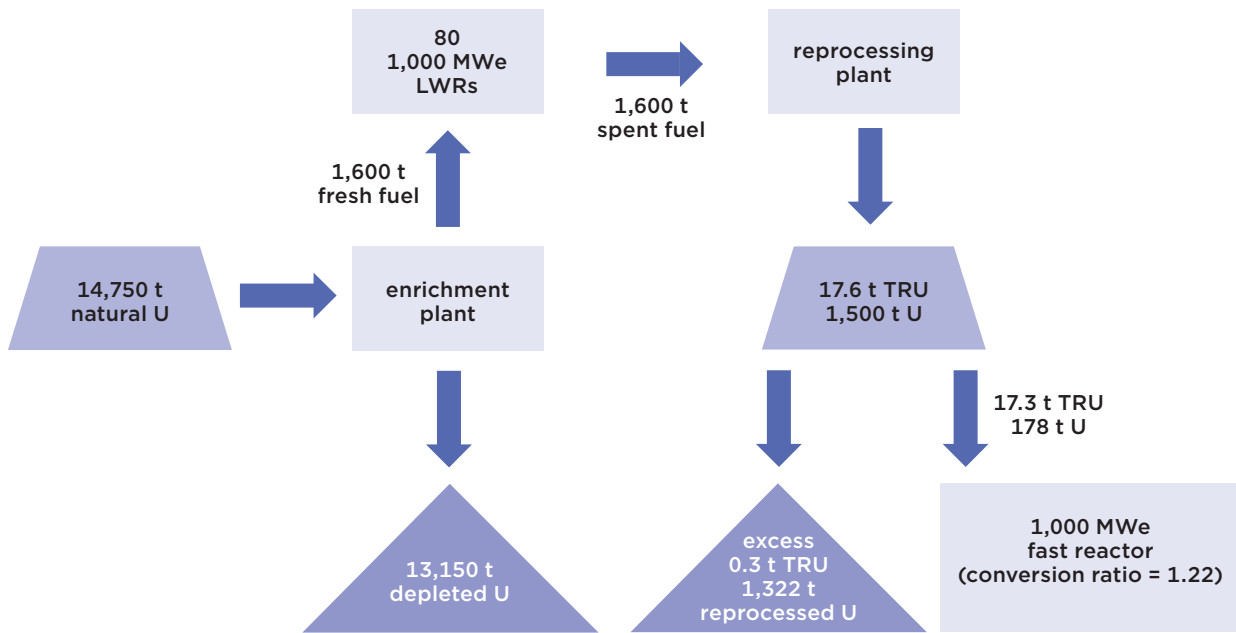 80
1,000 MWe
LWRs
1,600 t
spent fuel
reprocessing
plant
1,600 t
fresh fuel
14,750 t
natural U
enrichment
plant
17.6 t TRU
1,500 t U
17.3 t TRU
178 t U
13,150 t
depleted U
excess
0.3 t TRU
1,322 t
reprocessed U
1,000 MWe
fast reactor
(conversion ratio = 1.22)